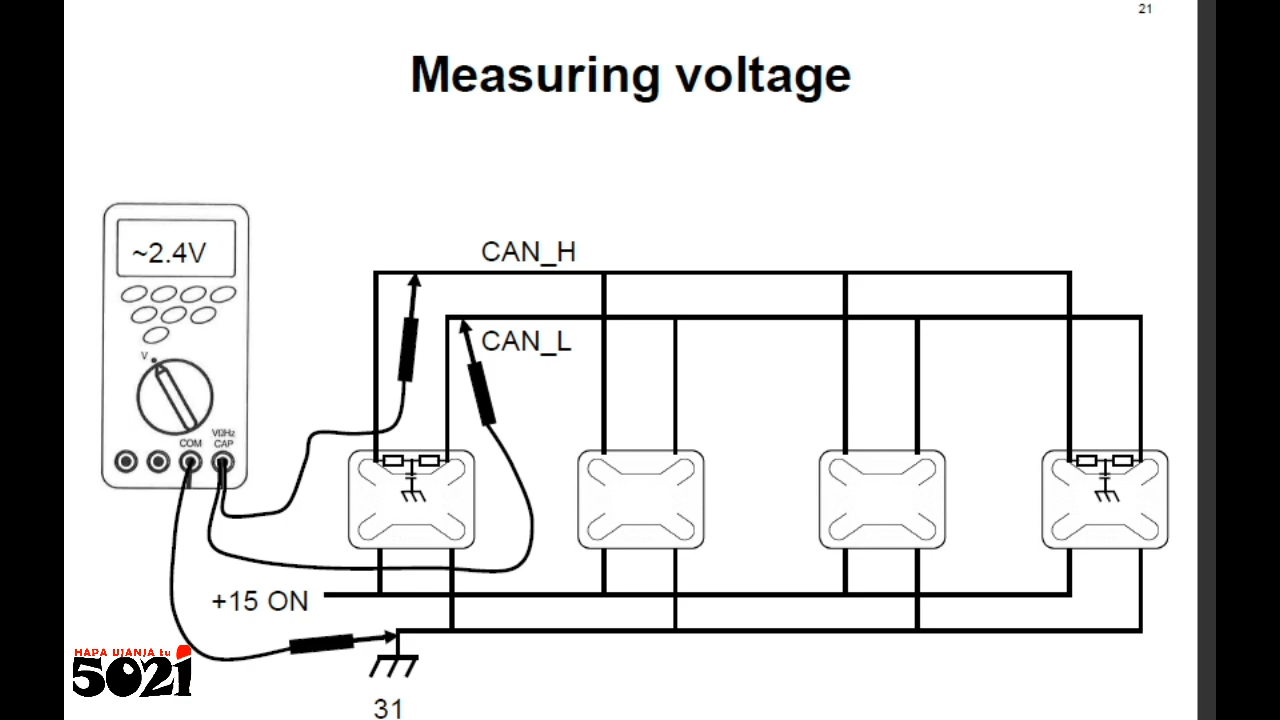 21
Measuring voltage
~2.4V
CAN_H
CAN_L
V
COM
VΩHz
CAP
+15 ON
31
HAPA UJANJA tu
5021